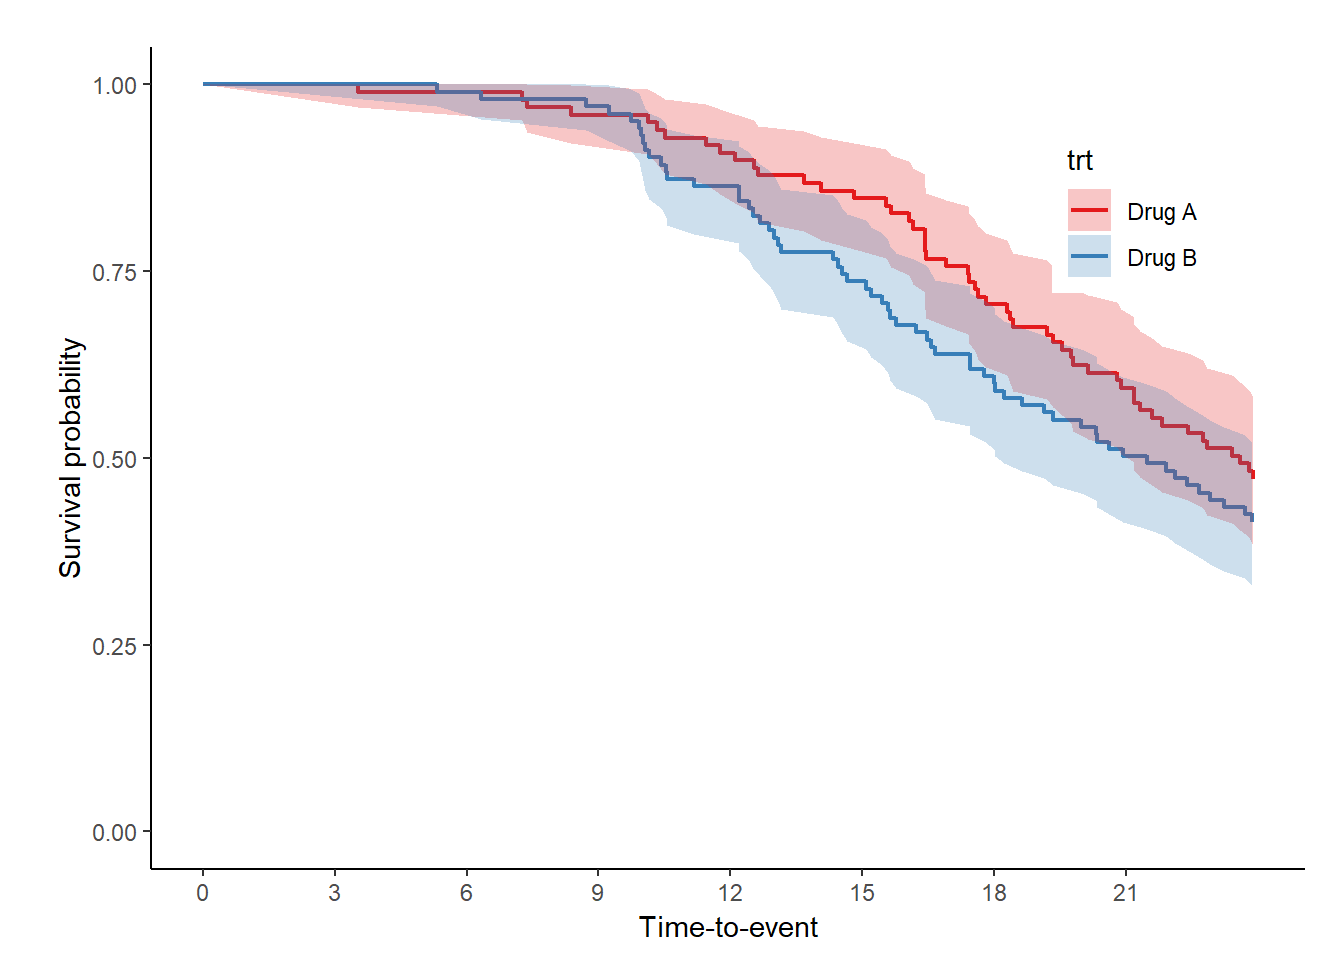 1.00
0.75
0.50
0.25
0.00
Survival probability
0 3 6 9 12 15 18 21
Time-to-event
trt
Drug A
Drug B